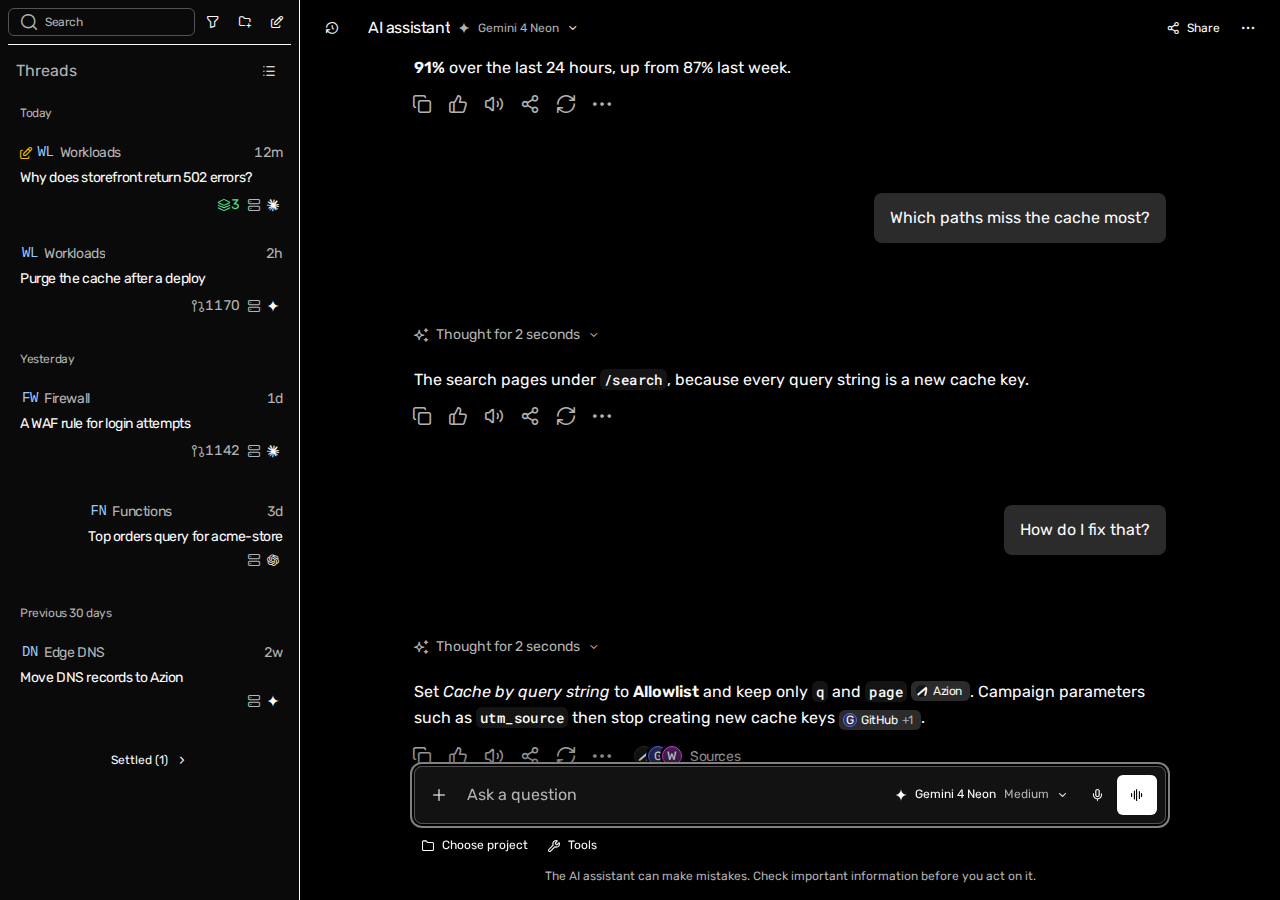 Search
Threads
Today
WL Workloads 12m
Why does storefront return 502 errors?
3
WL Workloads 2h
Purge the cache after a deploy
1170
Yesterday
FW Firewall 1d
A WAF rule for login attempts
1142
FN Functions 3d
Top orders query for acme-store
Previous 30 days
DN Edge DNS 2w
Move DNS records to Azion
Settled (1)
AI assistant Gemini 4 Neon
Share
91% over the last 24 hours, up from 87% last week.
Which paths miss the cache most?
Thought for 2 seconds
The search pages under /search, because every query string is a new cache key.
How do I fix that?
Thought for 2 seconds
Set Cache by query string to Allowlist and keep only q and page Azion. Campaign parameters
such as utm_source then stop creating new cache keys G GitHub +1.
G W Sources
Ask a question
Gemini 4 Neon Medium
Choose project Tools
The AI assistant can make mistakes. Check important information before you act on it.